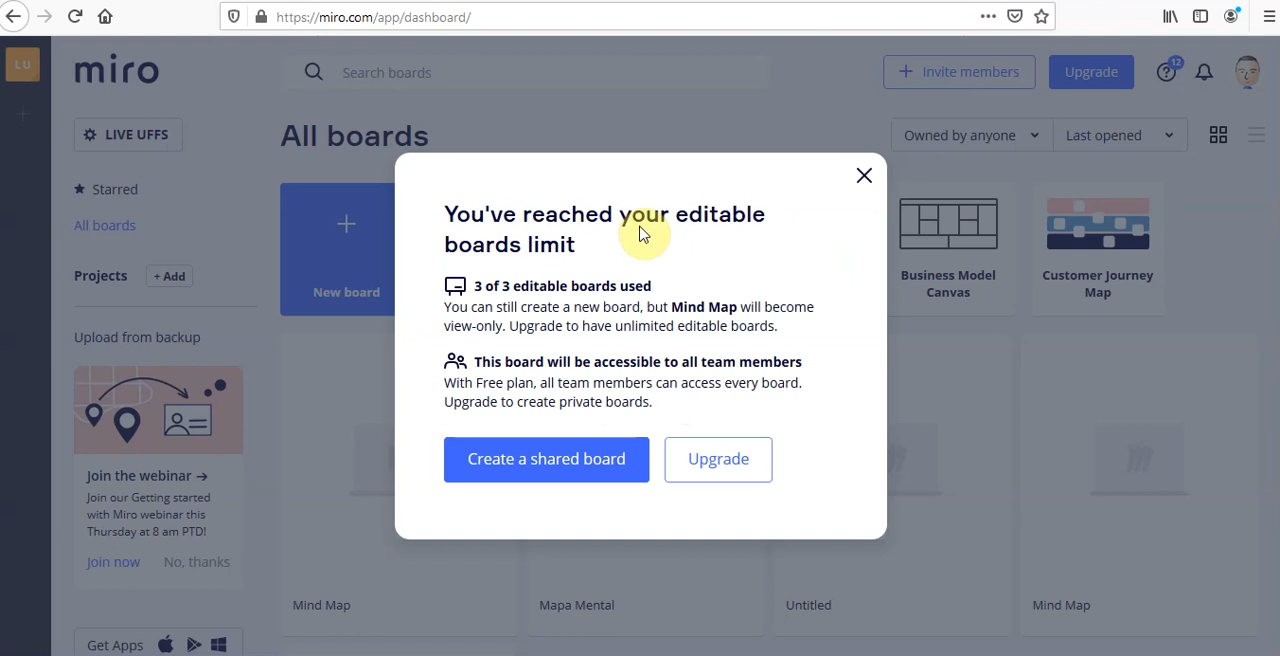 https://miro.com/app/dashboard/
LU
miro
Search boards
Invite members
Upgrade
12
LIVE UFFS
All boards
Owned by anyone
Last opened
Starred
All boards
Projects
+ Add
New board
Business Model
Canvas
Customer Journey
Map
You've reached your editable
boards limit
3 of 3 editable boards used
You can still create a new board, but Mind Map will become
view-only. Upgrade to have unlimited editable boards.
This board will be accessible to all team members
With Free plan, all team members can access every board.
Upgrade to create private boards.
Create a shared board
Upgrade
Upload from backup
Join the webinar →
Join our Getting started
with Miro webinar this
Thursday at 8 am PTD!
Join now
No, thanks
Mind Map
Mapa Mental
Untitled
Mind Map
Get Apps